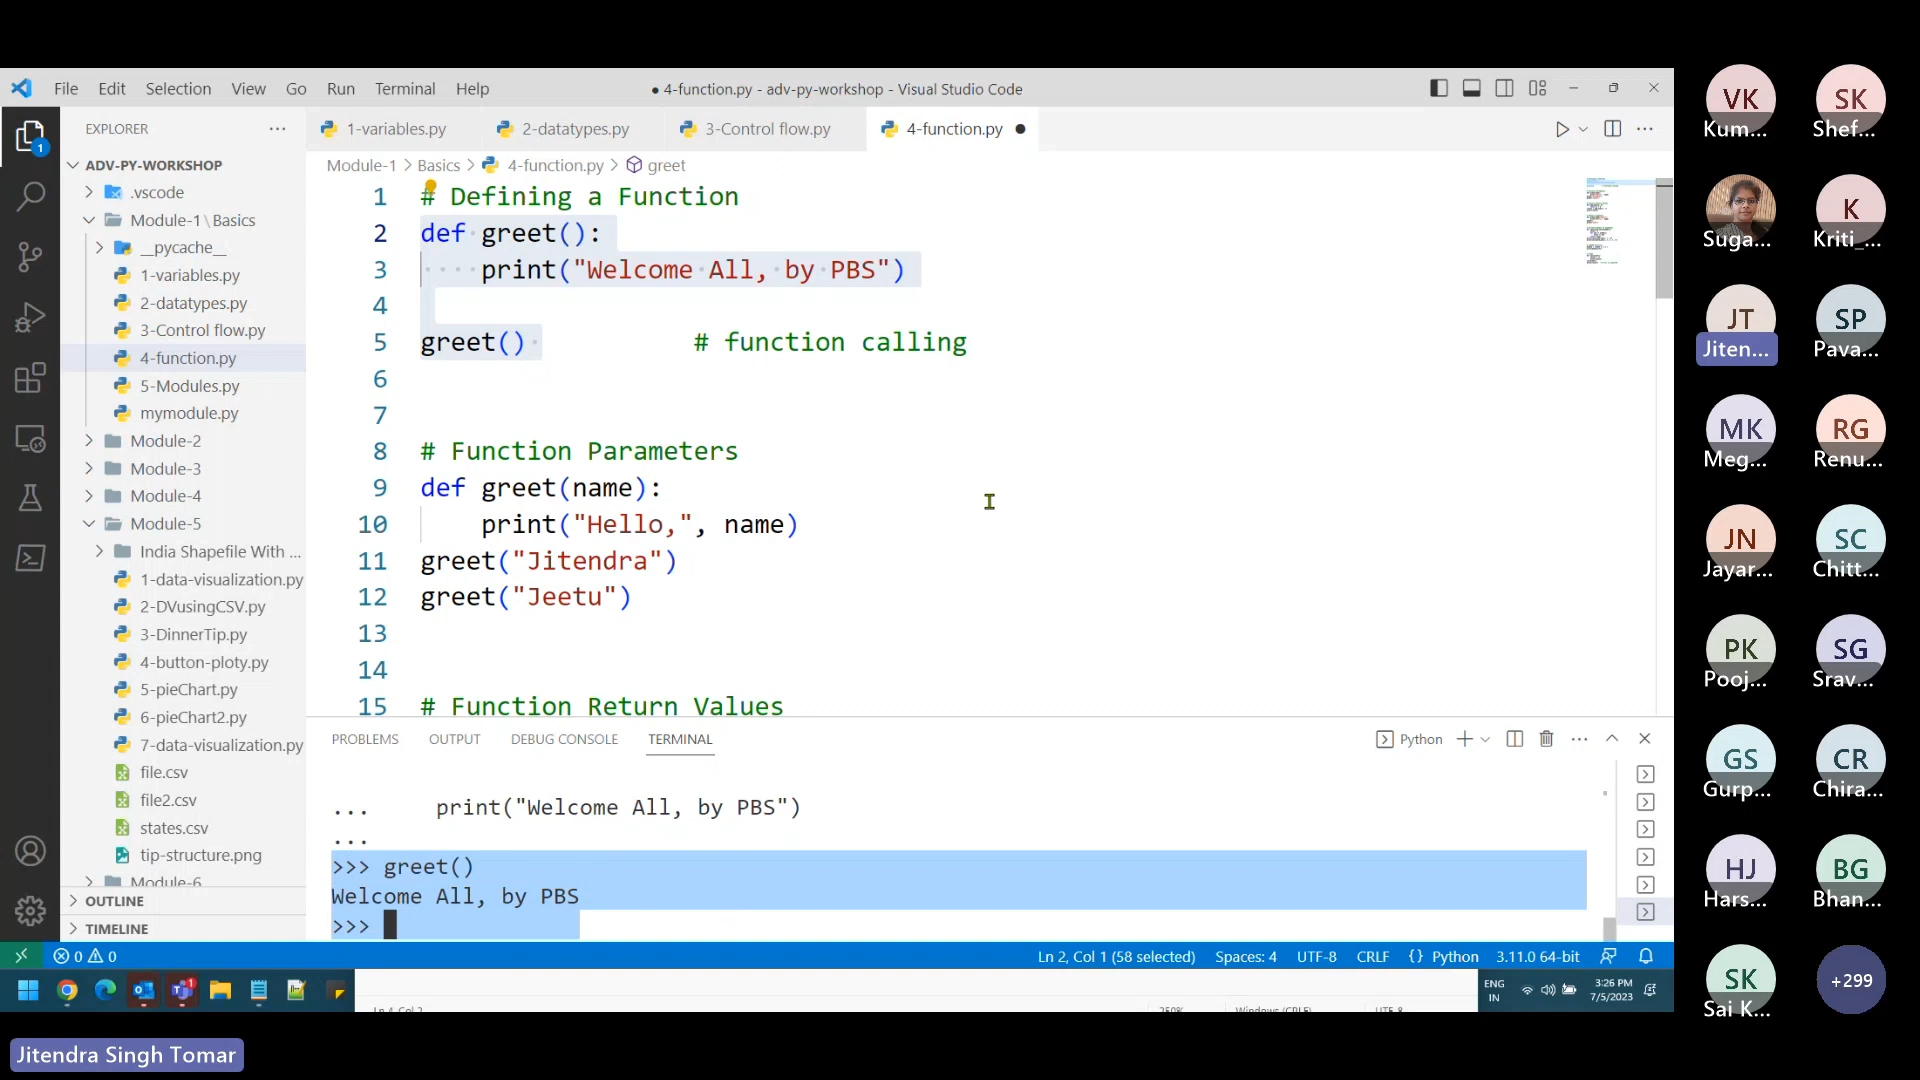 File Edit Selection View Go Run Terminal Help
● 4-function.py - adv-py-workshop - Visual Studio Code
EXPLORER
1-variables.py 2-datatypes.py 3-Control flow.py 4-function.py ●
Module-1 > Basics > 4-function.py > greet
ADV-PY-WORKSHOP
.vscode
Module-1\Basics
__pycache__
1-variables.py
2-datatypes.py
3-Control flow.py
4-function.py
5-Modules.py
mymodule.py
Module-2
Module-3
Module-4
Module-5
India Shapefile With ...
1-data-visualization.py
2-DVusingCSV.py
3-DinnerTip.py
4-button-ploty.py
5-pieChart.py
6-pieChart2.py
7-data-visualization.py
file.csv
file2.csv
states.csv
tip-structure.png
Module-6
OUTLINE
TIMELINE
1 # Defining a Function
2 def greet():
3     print("Welcome All, by PBS")
4
5 greet()           # function calling
6
7
8 # Function Parameters
9 def greet(name):
10     print("Hello,", name)
11 greet("Jitendra")
12 greet("Jeetu")
13
14
15 # Function Return Values
PROBLEMS OUTPUT DEBUG CONSOLE TERMINAL
Python
...     print("Welcome All, by PBS")
...
>>> greet()
Welcome All, by PBS
>>>
0 0
Ln 2, Col 1 (58 selected) Spaces: 4 UTF-8 CRLF {} Python 3.11.0 64-bit
Ln 4, Col 2 250% Windows (CRLF) UTF-8
ENG
IN
3:26 PM
7/5/2023
VK SK
Kum... Shef...
K
Suga... Kriti_...
JT SP
Jiten... Pava...
MK RG
Meg... Renu...
JN SC
Jayar... Chitt...
PK SG
Pooj... Srav...
GS CR
Gurp... Chira...
HJ BG
Hars... Bhan...
SK +299
Sai K...
Jitendra Singh Tomar